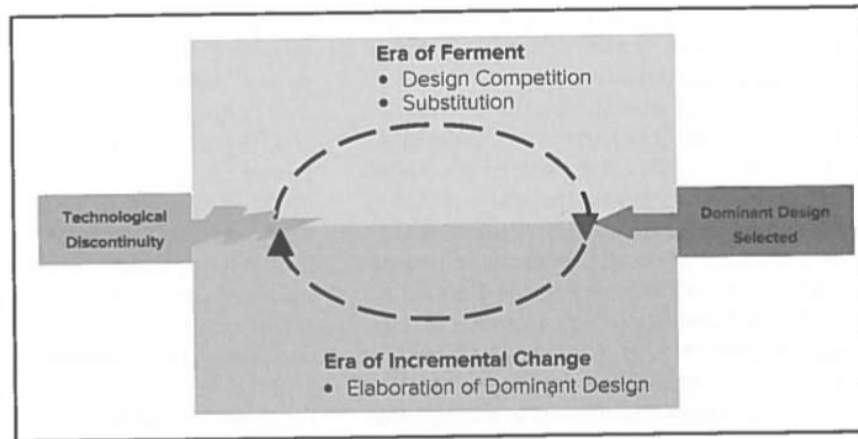 Era of Ferment
• Design Competition
• Substitution
Technological
Discontinuity
Dominant Design
Selected
Era of Incremental Change
• Elaboration of Dominant Design